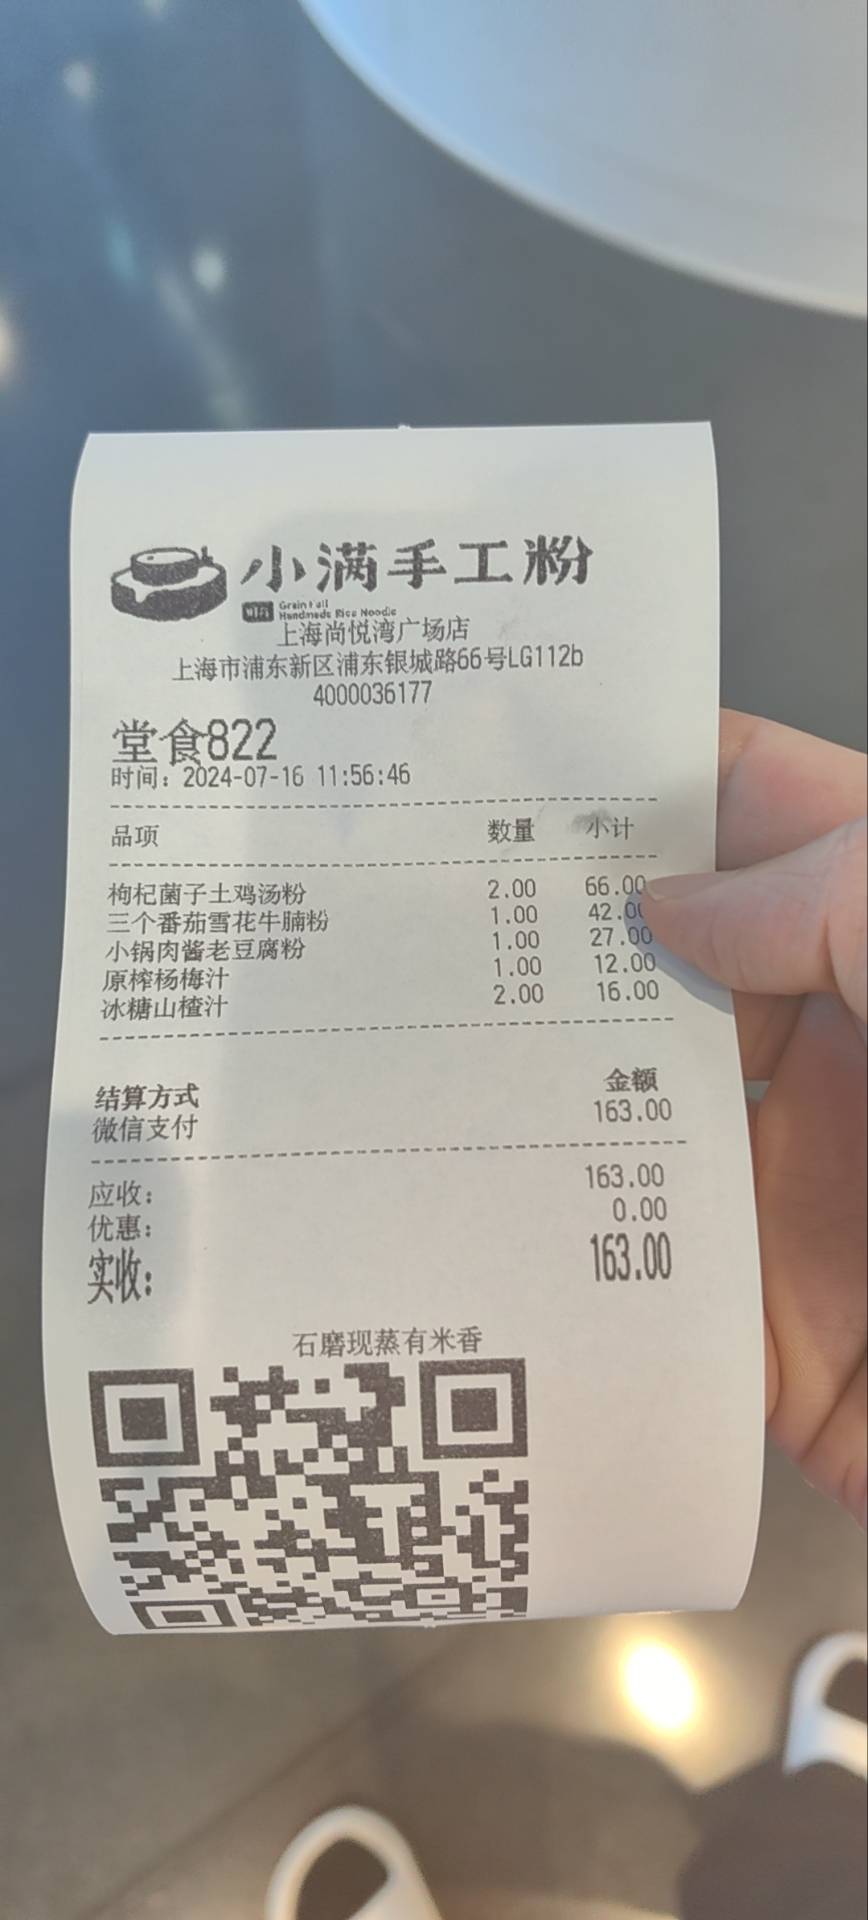 小满手工粉
Grain Full
Handmade Rice Noodle
上海尚悦湾广场店
上海市浦东新区浦东银城路66号LG112b
4000036177
堂食822
时间：2024-07-16 11:56:46
品项 数量 小计
枸杞菌子土鸡汤粉 2.00 66.00
三个番茄雪花牛腩粉 1.00 42.00
小锅肉酱老豆腐粉 1.00 27.00
原榨杨梅汁 1.00 12.00
冰糖山楂汁 2.00 16.00
结算方式 金额
微信支付 163.00
应收： 163.00
优惠： 0.00
实收： 163.00
石磨现蒸有米香